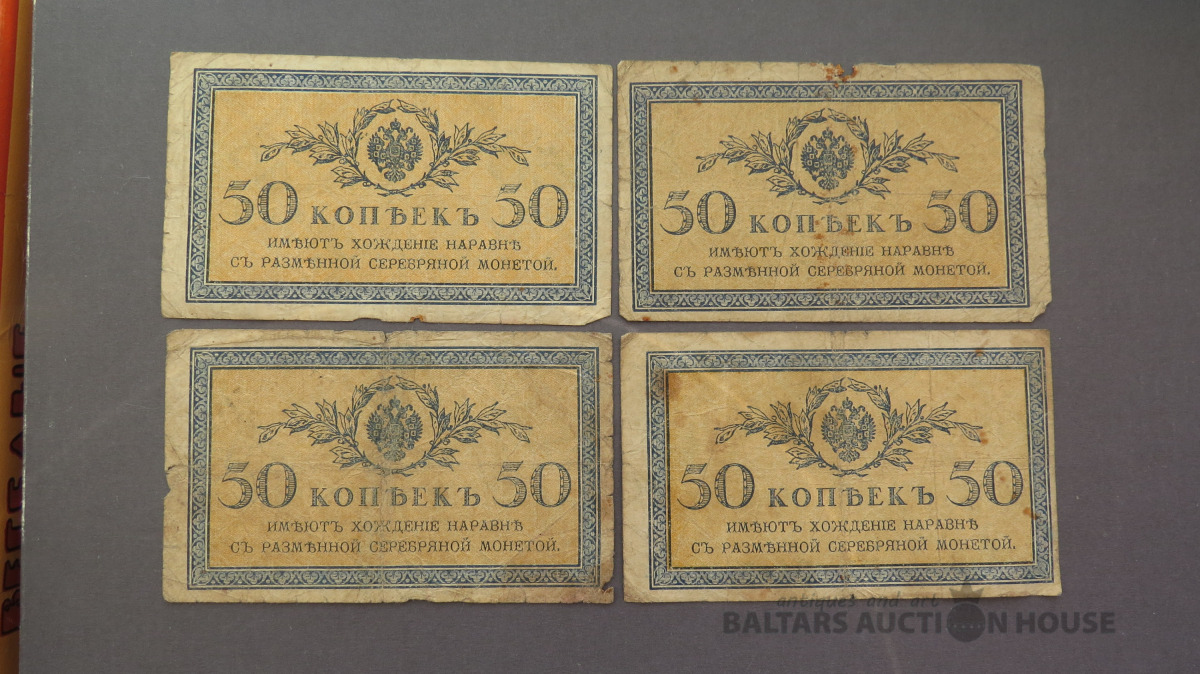 50 КОПѢЕКЪ 50
ИМѢЮТЪ ХОЖДЕНІЕ НАРАВНѢ
СЪ РАЗМѢННОЙ СЕРЕБРЯНОЙ МОНЕТОЙ.
50 КОПѢЕКЪ 50
ИМѢЮТЪ ХОЖДЕНІЕ НАРАВНѢ
СЪ РАЗМѢННОЙ СЕРЕБРЯНОЙ МОНЕТОЙ.
50 КОПѢЕКЪ 50
ИМѢЮТЪ ХОЖДЕНІЕ НАРАВНѢ
СЪ РАЗМѢННОЙ СЕРЕБРЯНОЙ МОНЕТОЙ.
50 КОПѢЕКЪ 50
ИМѢЮТЪ ХОЖДЕНІЕ НАРАВНѢ
СЪ РАЗМѢННОЙ СЕРЕБРЯНОЙ МОНЕТОЙ.
antiques and art
BALTARS AUCTION HOUSE